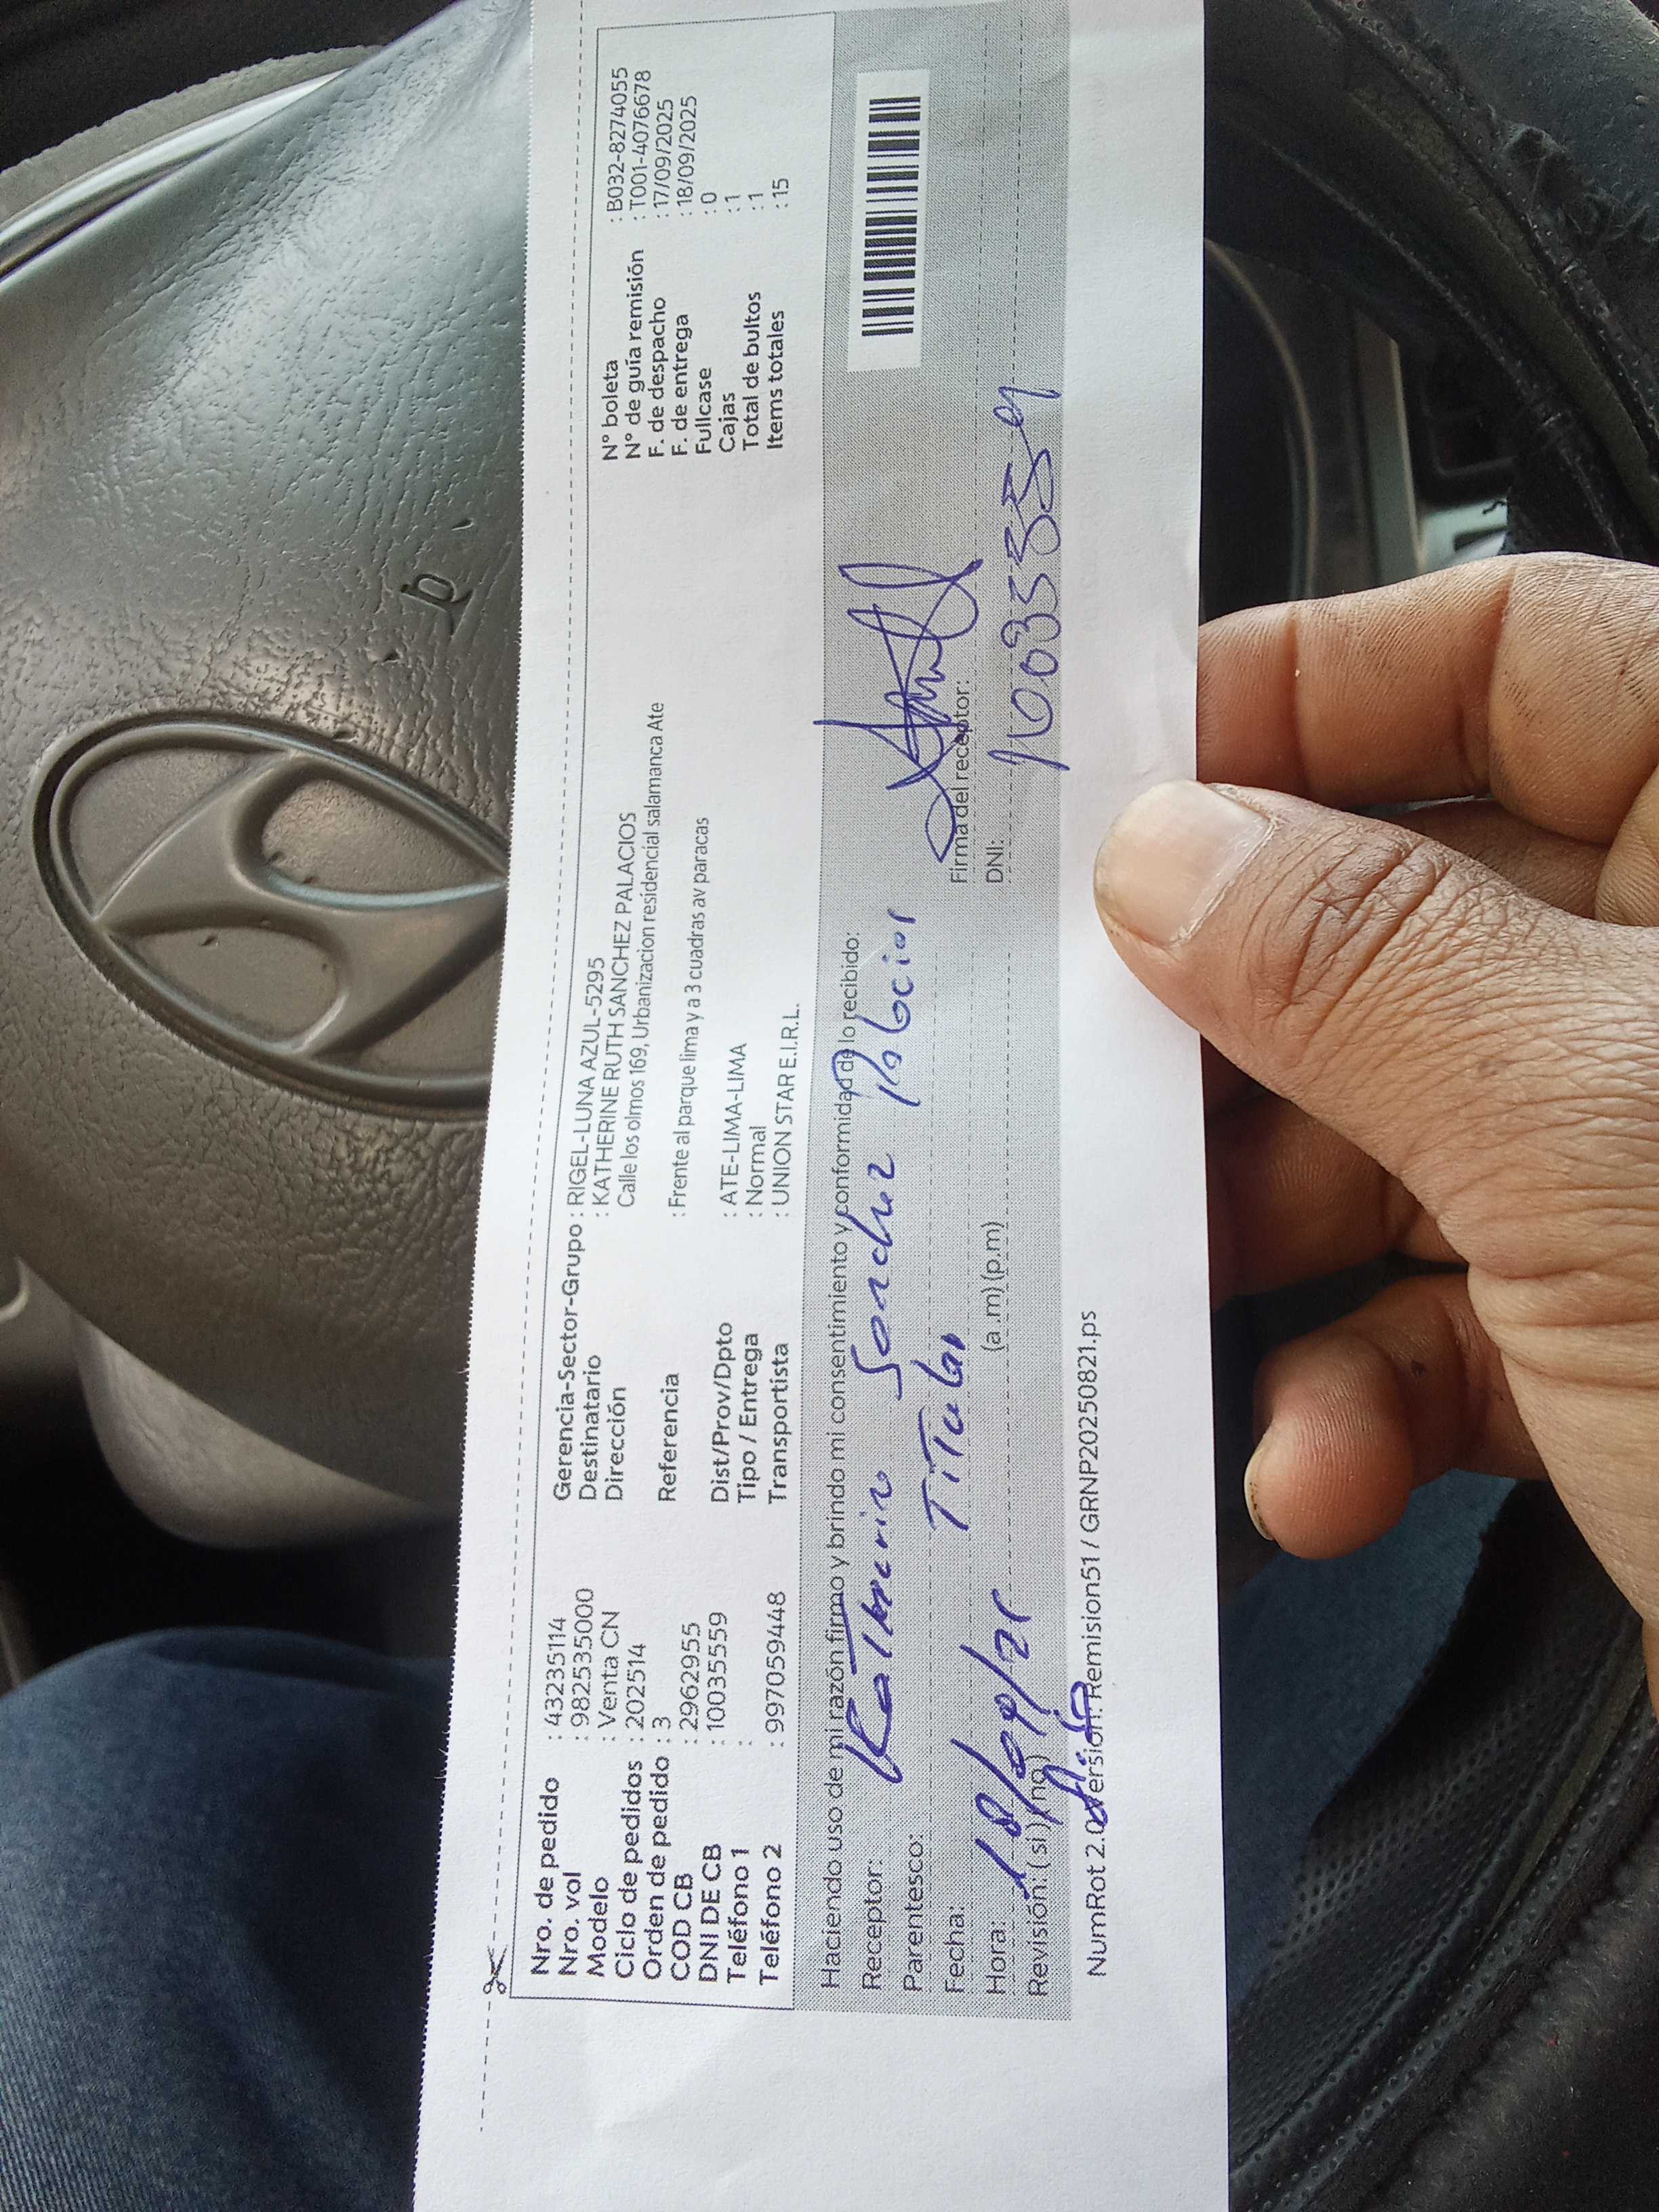 Nro. de pedido : 43235114
Nro. vol : 982535000
Modelo : Venta CN
Ciclo de pedidos : 202514
Orden de pedido : 3
COD CB : 2962955
DNI DE CB : 10035559
Teléfono 1 :
Teléfono 2 : 997059448
Gerencia-Sector-Grupo : RIGEL-LUNA AZUL-5295
Destinatario : KATHERINE RUTH SANCHEZ PALACIOS
Dirección Calle los olmos 169, Urbanizacion residencial salamanca Ate
Referencia : Frente al parque lima y a 3 cuadras av paracas
Dist/Prov/Dpto : ATE-LIMA-LIMA
Tipo / Entrega : Normal
Transportista : UNION STAR E.I.R.L.
N° boleta : B032-8274055
N° de guía remisión : T001-4076678
F. de despacho : 17/09/2025
F. de entrega : 18/09/2025
Fullcase : 0
Cajas : 1
Total de bultos : 1
Items totales : 15
Haciendo uso de mi razón firmo y brindo mi consentimiento y conformidad de lo recibido:
Receptor: Katherin Sanchez Palacios
Parentesco: Titular
Fecha: 18/09/25
Hora: (a .m) (p.m)
Revisión: ( si ) ( no )
Firma del receptor:
DNI: 10035559
NumRot 2.0 Version: Remision51 / GRNP20250821.ps